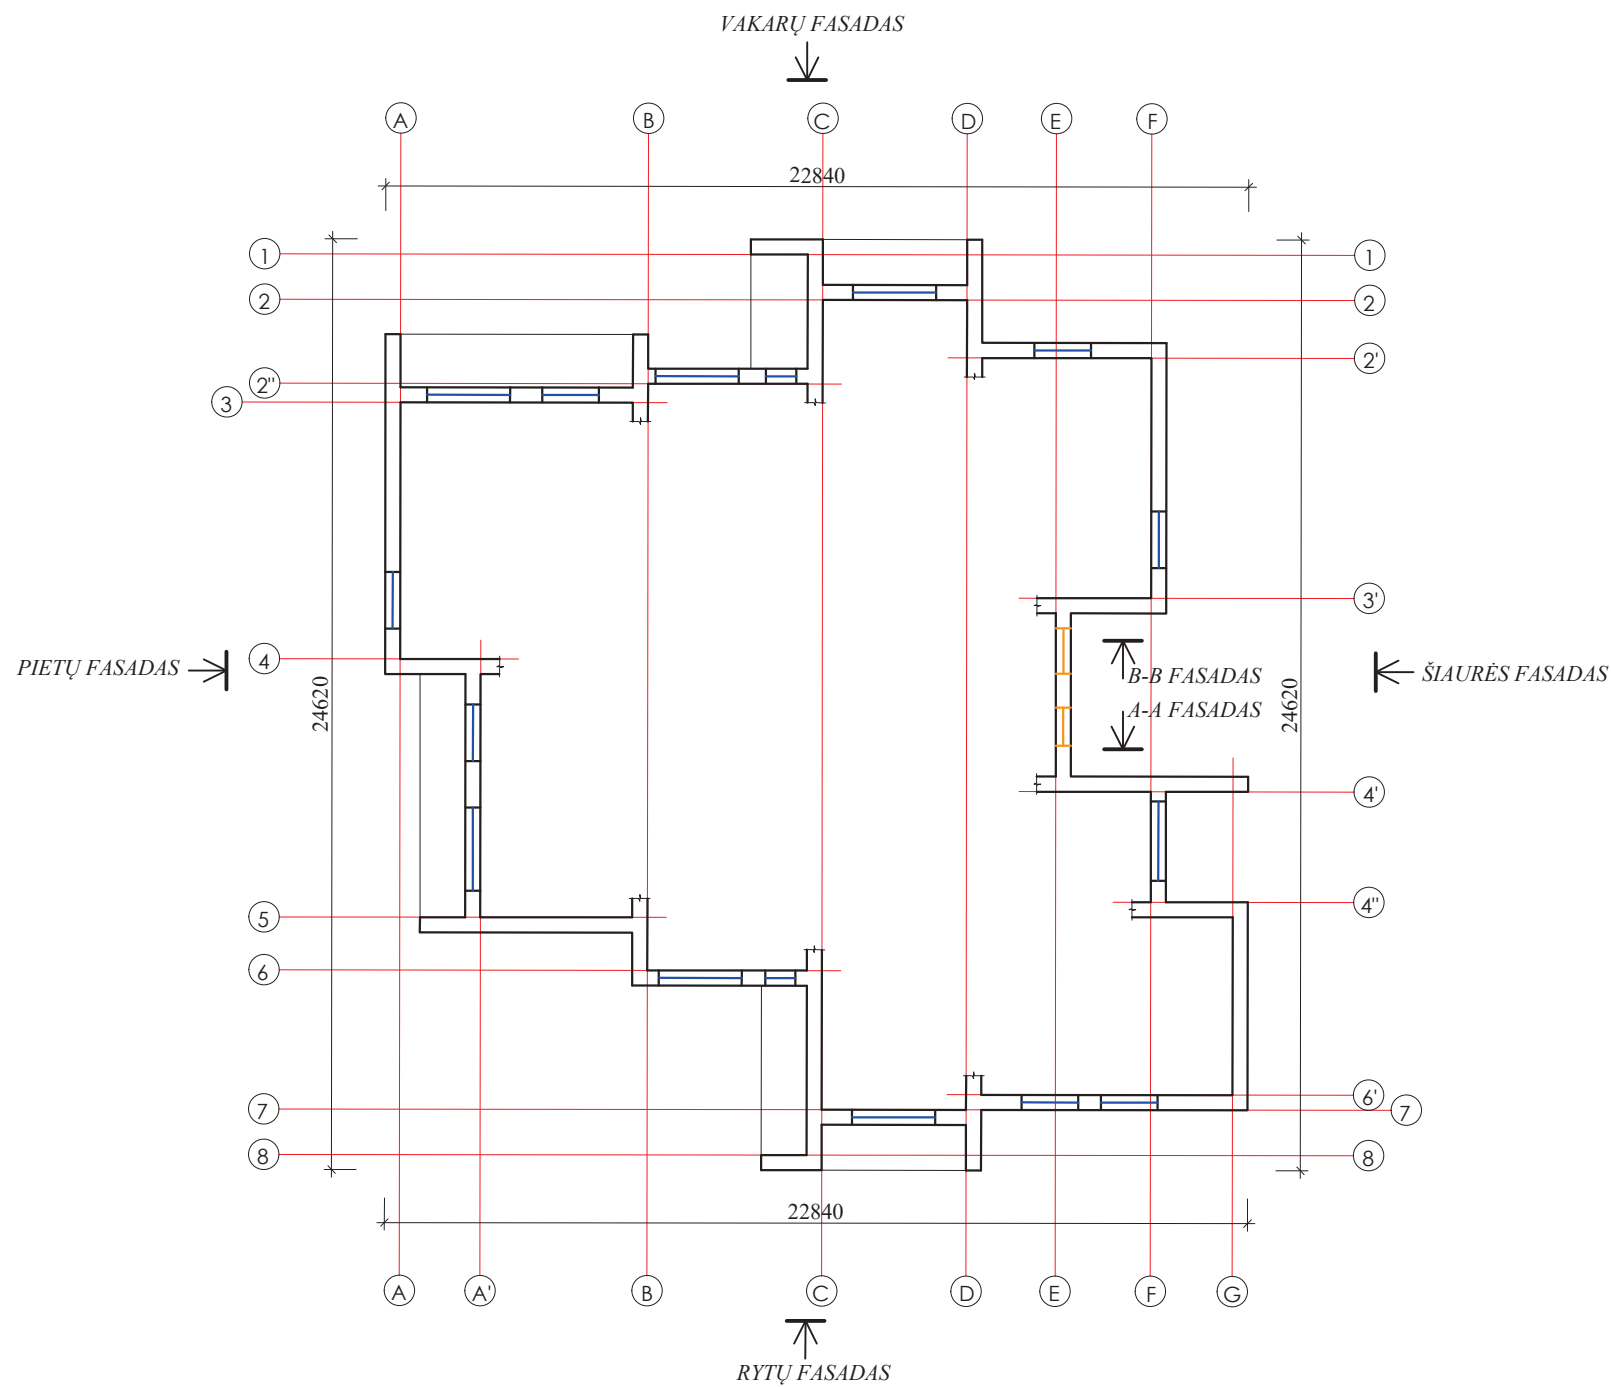 VAKARŲ FASADAS
A B C D E F
22840
1 1
2 2
2'
2"
3
3'
4
PIETŲ FASADAS
ŠIAURĖS FASADAS
B-B FASADAS
A-A FASADAS
24620 24620
4'
4"
5
6
6'
7 7
8 8
22840
A A' B C D E F G
RYTŲ FASADAS